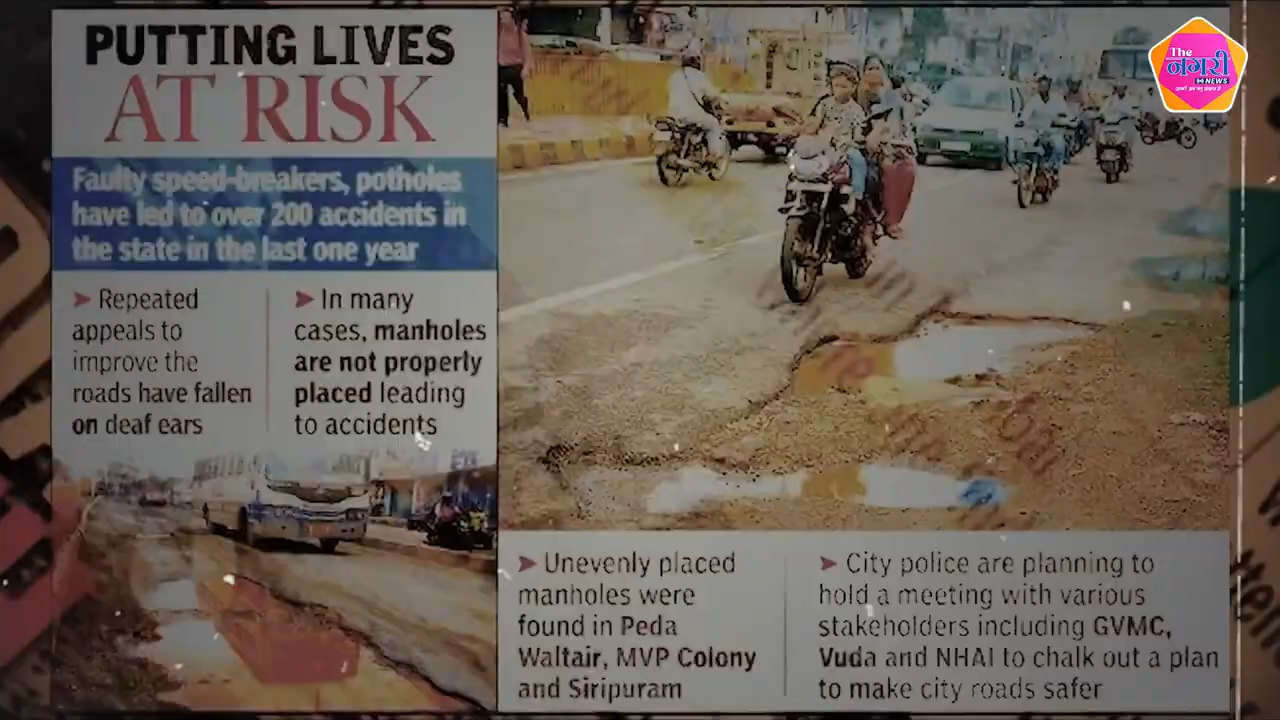 PUTTING LIVES
AT RISK
Faulty speed-breakers, potholes
have led to over 200 accidents in
the state in the last one year
➤ Repeated
appeals to
improve the
roads have fallen
on deaf ears
➤ In many
cases, manholes
are not properly
placed leading
to accidents
➤ Unevenly placed
manholes were
found in Peda
Waltair, MVP Colony
and Siripuram
➤ City police are planning to
hold a meeting with various
stakeholders including GVMC,
Vuda and NHAI to chalk out a plan
to make city roads safer
The
नगरी
NEWS